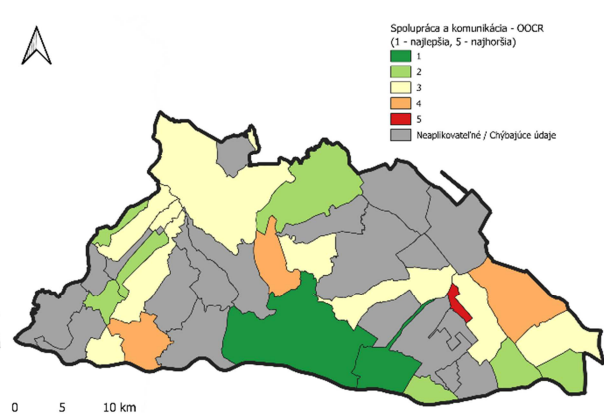 Spolupráca a komunikácia - OOCR
(1 - najlepšia, 5 - najhoršia)
1
2
3
4
5
Neaplikovateľné / Chýbajúce údaje
0 5 10 km